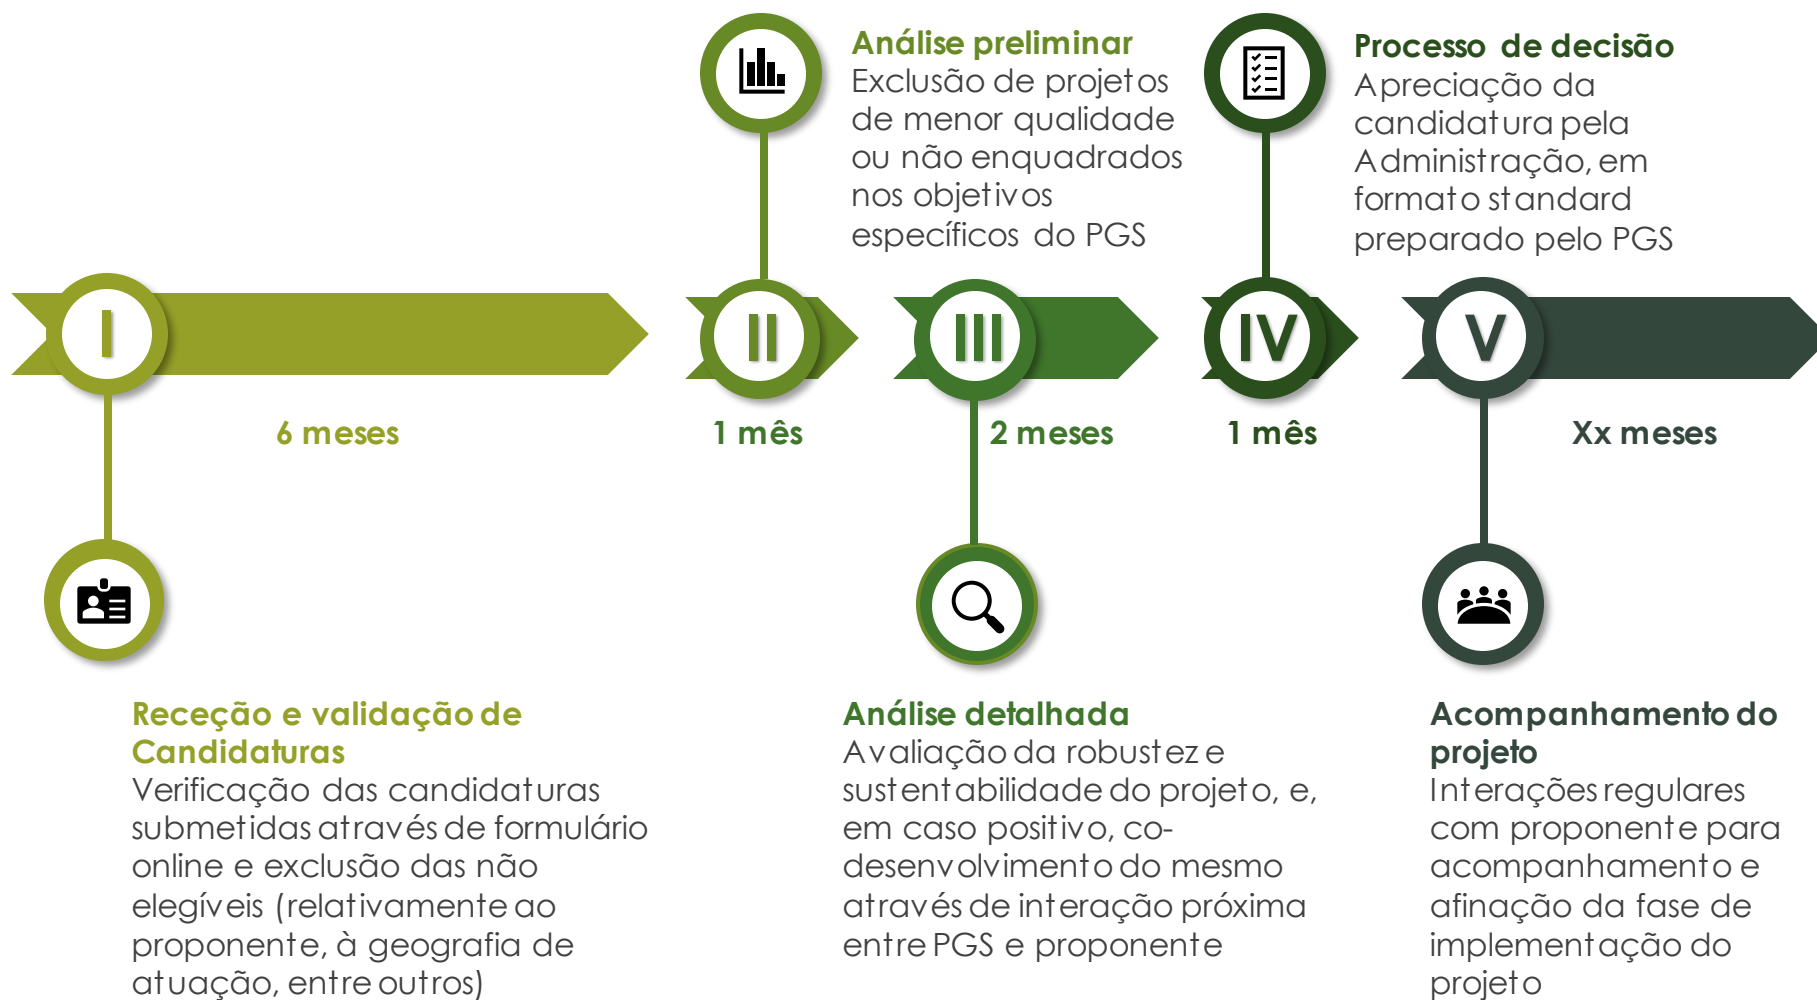 Análise preliminar
Exclusão de projetos
de menor qualidade
ou não enquadrados
nos objetivos
específicos do PGS
Processo de decisão
Apreciação da
candidatura pela
Administração, em
formato standard
preparado pelo PGS
I
II
III
IV
V
6 meses
1 mês
2 meses
1 mês
Xx meses
Receção e validação de
Candidaturas
Verificação das candidaturas
submetidas através de formulário
online e exclusão das não
elegíveis (relativamente ao
proponente, à geografia de
atuação, entre outros)
Análise detalhada
Avaliação da robustez e
sustentabilidade do projeto, e,
em caso positivo, co-
desenvolvimento do mesmo
através de interação próxima
entre PGS e proponente
Acompanhamento do
projeto
Interações regulares
com proponente para
acompanhamento e
afinação da fase de
implementação do
projeto